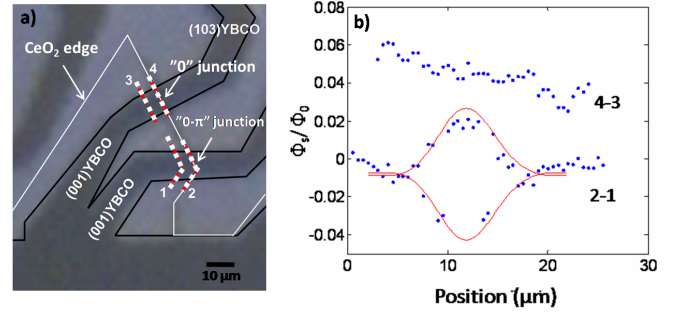 a)
(103)YBCO
CeO₂ edge
4
"0" junction
3
"0-π" junction
(001)YBCO
1
2
(001)YBCO
10 μm
b)
0.08
0.06
0.04
0.02
0
-0.02
-0.04
Φs/Φ0
4-3
2-1
0
10
20
30
Position (μm)